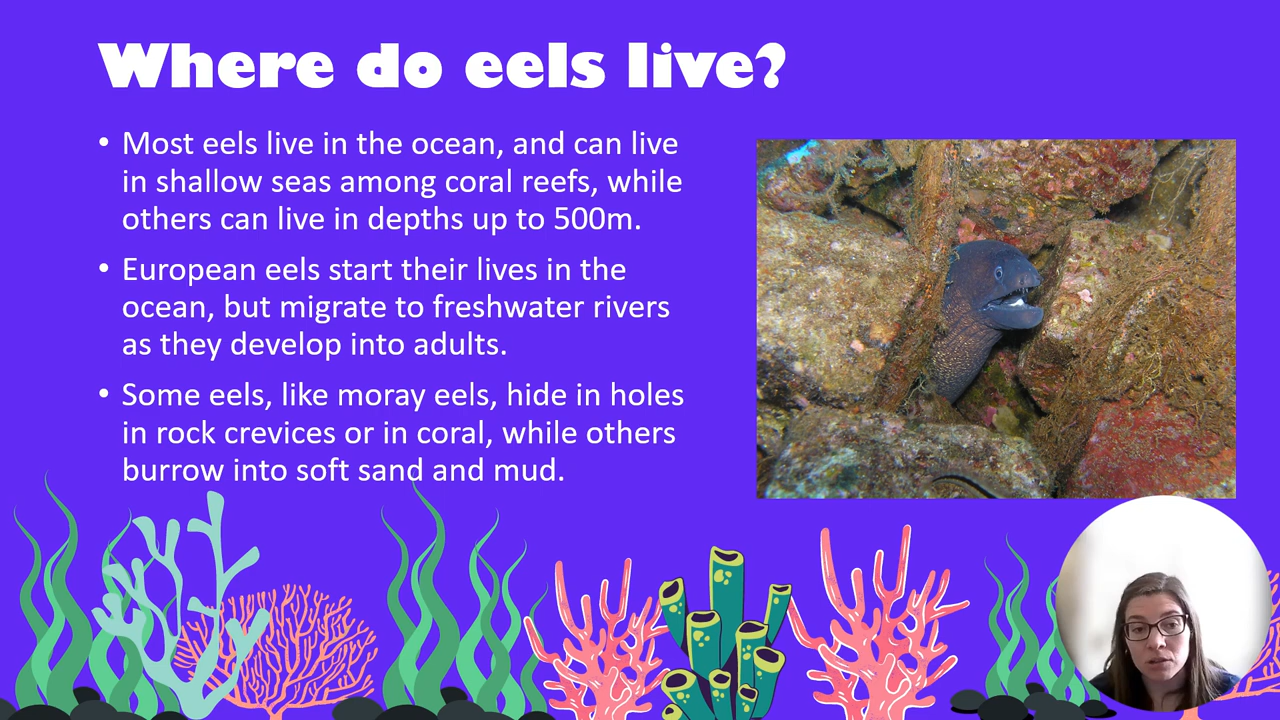 Where do eels live?
• Most eels live in the ocean, and can live
in shallow seas among coral reefs, while
others can live in depths up to 500m.
• European eels start their lives in the
ocean, but migrate to freshwater rivers
as they develop into adults.
• Some eels, like moray eels, hide in holes
in rock crevices or in coral, while others
burrow into soft sand and mud.